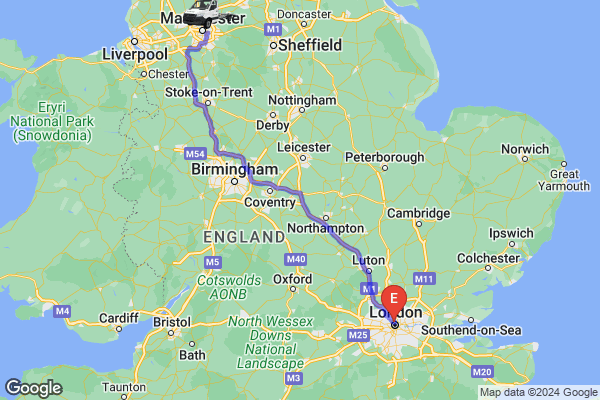 Manchester
Doncaster
M1
Liverpool
Sheffield
Chester
Stoke-on-Trent
Eryri
National Park
(Snowdonia)
Nottingham
Derby
M54
Leicester
Norwich
Peterborough
Great
Yarmouth
Birmingham
Coventry
Cambridge
Northampton
ENGLAND
Ipswich
M40
M5
Luton
Colchester
Cotswolds
AONB
Oxford
M1
M11
E
M4
Cardiff
London
Bristol
North Wessex
Downs
National
Landscape
M25
Southend-on-Sea
Bath
M20
M3
Taunton
Google
Google
Map data ©2024 Google